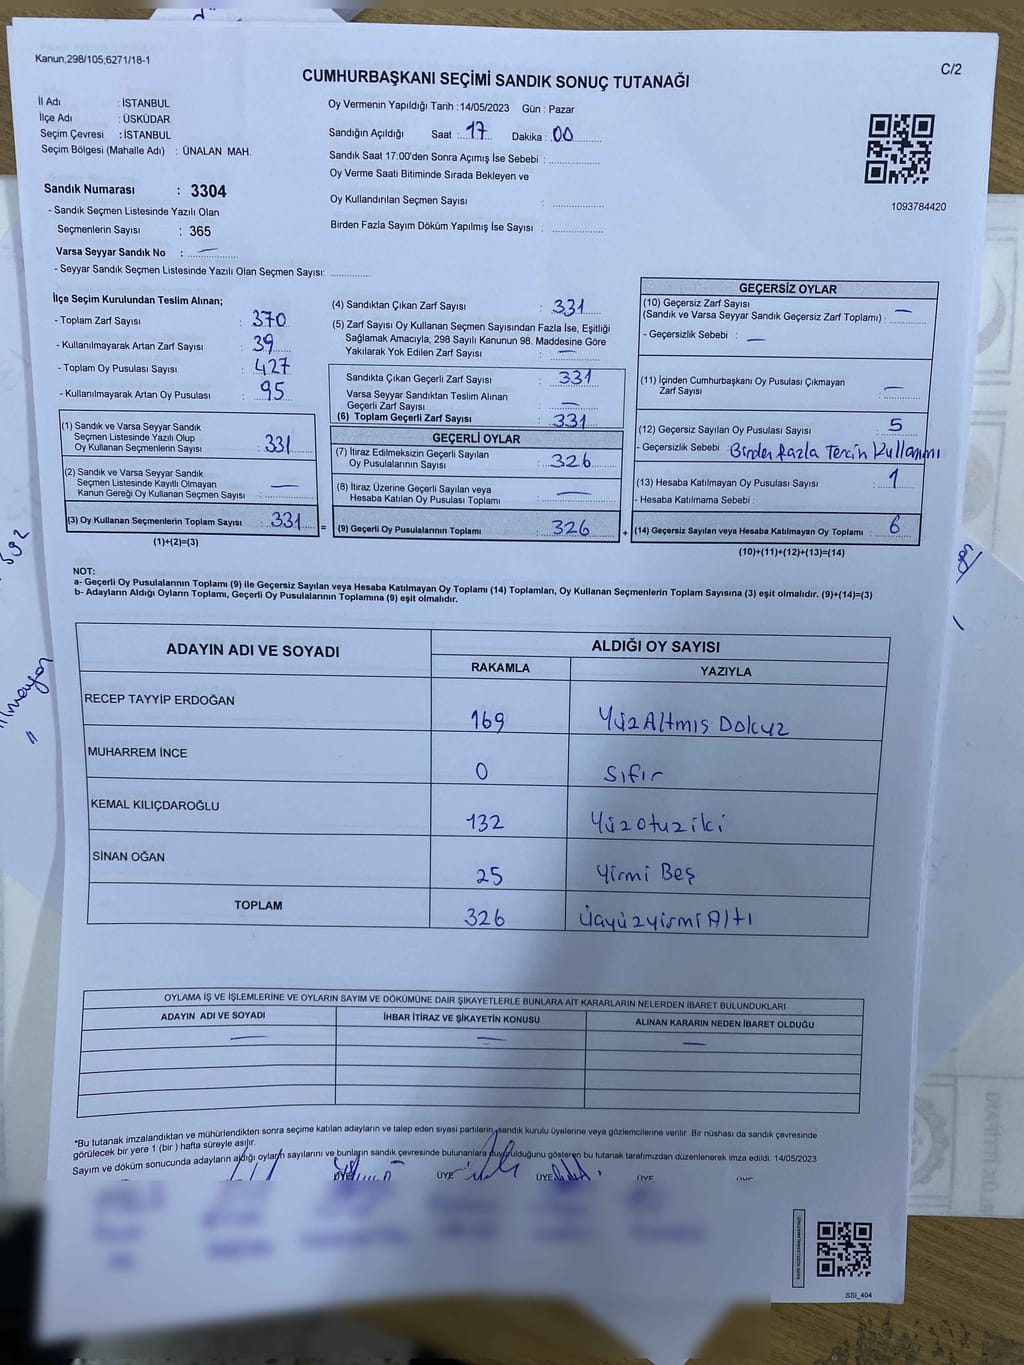 Kanun;298/105;6271/18-1
C/2
CUMHURBAŞKANI SEÇİMİ SANDIK SONUÇ TUTANAĞI
İl Adı : İSTANBUL
İlçe Adı : ÜSKÜDAR
Seçim Çevresi : İSTANBUL
Seçim Bölgesi (Mahalle Adı) : ÜNALAN MAH.
Sandık Numarası : 3304
- Sandık Seçmen Listesinde Yazılı Olan
Seçmenlerin Sayısı : 365
Varsa Seyyar Sandık No : —
- Seyyar Sandık Seçmen Listesinde Yazılı Olan Seçmen Sayısı:
Oy Vermenin Yapıldığı Tarih :14/05/2023 Gün : Pazar
Sandığın Açıldığı Saat : 17 Dakika : 00
Sandık Saat 17:00'den Sonra Açımış İse Sebebi :
Oy Verme Saati Bitiminde Sırada Bekleyen ve
Oy Kullandırılan Seçmen Sayısı :
Birden Fazla Sayım Döküm Yapılmış İse Sayısı :
1093784420
İlçe Seçim Kurulundan Teslim Alınan;
- Toplam Zarf Sayısı : 370
- Kullanılmayarak Artan Zarf Sayısı : 39
- Toplam Oy Pusulası Sayısı : 427
- Kullanılmayarak Artan Oy Pusulası : 95
(1) Sandık ve Varsa Seyyar Sandık
Seçmen Listesinde Yazılı Olup
Oy Kullanan Seçmenlerin Sayısı : 331
(2) Sandık ve Varsa Seyyar Sandık
Seçmen Listesinde Kayıtlı Olmayan
Kanun Gereği Oy Kullanan Seçmen Sayısı : —
(3) Oy Kullanan Seçmenlerin Toplam Sayısı : 331
(1)+(2)=(3)
(4) Sandıktan Çıkan Zarf Sayısı : 331
(5) Zarf Sayısı Oy Kullanan Seçmen Sayısından Fazla İse, Eşitliği
Sağlamak Amacıyla; 298 Sayılı Kanunun 98. Maddesine Göre
Yakılarak Yok Edilen Zarf Sayısı : —
Sandıkta Çıkan Geçerli Zarf Sayısı : 331
Varsa Seyyar Sandıktan Teslim Alınan
Geçerli Zarf Sayısı : —
(6) Toplam Geçerli Zarf Sayısı : 331
GEÇERLİ OYLAR
(7) İtiraz Edilmeksizin Geçerli Sayılan
Oy Pusulalarının Sayısı : 326
(8) İtiraz Üzerine Geçerli Sayılan veya
Hesaba Katılan Oy Pusulası Toplamı : —
= (9) Geçerli Oy Pusulalarının Toplamı : 326
GEÇERSİZ OYLAR
(10) Geçersiz Zarf Sayısı
(Sandık ve Varsa Seyyar Sandık Geçersiz Zarf Toplamı) : —
- Geçersizlik Sebebi : —
(11) İçinden Cumhurbaşkanı Oy Pusulası Çıkmayan
Zarf Sayısı : —
(12) Geçersiz Sayılan Oy Pusulası Sayısı : 5
- Geçersizlik Sebebi : Birden fazla Tercih Kullanımı
(13) Hesaba Katılmayan Oy Pusulası Sayısı : 1
- Hesaba Katılmama Sebebi :
+ (14) Geçersiz Sayılan veya Hesaba Katılmayan Oy Toplamı : 6
(10)+(11)+(12)+(13)=(14)
NOT:
a- Geçerli Oy Pusulalarının Toplamı (9) ile Geçersiz Sayılan veya Hesaba Katılmayan Oy Toplamı (14) Toplamları, Oy Kullanan Seçmenlerin Toplam Sayısına (3) eşit olmalıdır. (9)+(14)=(3)
b- Adayların Aldığı Oyların Toplamı, Geçerli Oy Pusulalarının Toplamına (9) eşit olmalıdır.
ADAYIN ADI VE SOYADI
ALDIĞI OY SAYISI
RAKAMLA YAZIYLA
RECEP TAYYİP ERDOĞAN 169 YüzAltmış Dokuz
MUHARREM İNCE 0 Sıfır
KEMAL KILIÇDAROĞLU 132 Yüzotuziki
SİNAN OĞAN 25 Yirmi Beş
TOPLAM 326 ÜçyüzyirmiAltı
OYLAMA İŞ VE İŞLEMLERİNE VE OYLARIN SAYIM VE DÖKÜMÜNE DAİR ŞİKAYETLERLE BUNLARA AİT KARARLARIN NELERDEN İBARET BULUNDUKLARI
ADAYIN ADI VE SOYADI İHBAR İTİRAZ VE ŞİKAYETİN KONUSU ALINAN KARARIN NEDEN İBARET OLDUĞU
— — —
*Bu tutanak imzalandıktan ve mühürlendikten sonra seçime katılan adayların ve talep eden siyasi partilerin, sandık kurulu üyelerine veya gözlemcilerine verilir. Bir nüshası da sandık çevresinde
görülecek bir yere 1 (bir ) hafta süreyle asılır.
Sayım ve döküm sonucunda adayların aldığı oyların sayılarını ve bunların sandık çevresinde bulunanlara duyurulduğunu gösteren bu tutanak tarafımızdan düzenlenerek imza edildi. 14/05/2023
ÜYE ÜYE ÜYE
SSI_404